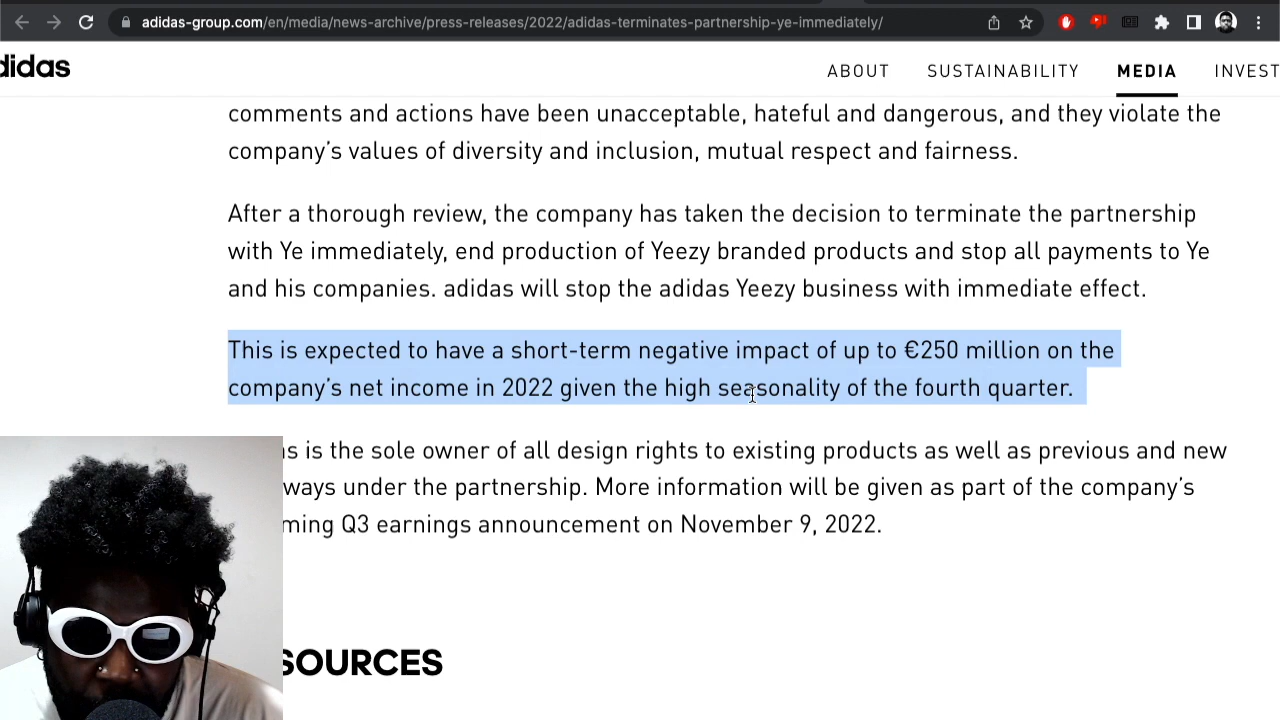 adidas-group.com/en/media/news-archive/press-releases/2022/adidas-terminates-partnership-ye-immediately/
didas
ABOUT SUSTAINABILITY MEDIA INVEST
comments and actions have been unacceptable, hateful and dangerous, and they violate the
company’s values of diversity and inclusion, mutual respect and fairness.
After a thorough review, the company has taken the decision to terminate the partnership
with Ye immediately, end production of Yeezy branded products and stop all payments to Ye
and his companies. adidas will stop the adidas Yeezy business with immediate effect.
This is expected to have a short-term negative impact of up to €250 million on the
company’s net income in 2022 given the high seasonality of the fourth quarter.
s is the sole owner of all design rights to existing products as well as previous and new
ways under the partnership. More information will be given as part of the company’s
ming Q3 earnings announcement on November 9, 2022.
SOURCES